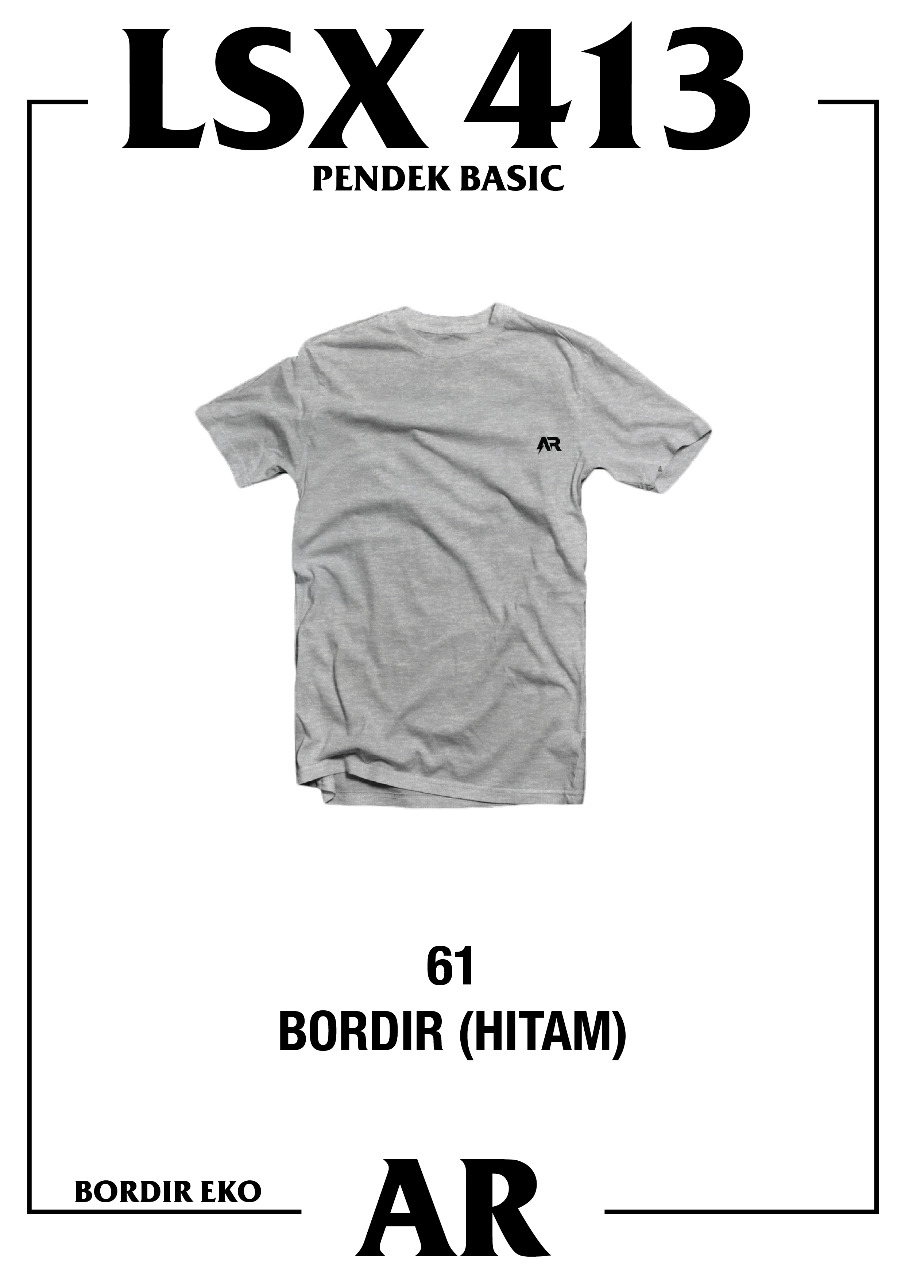 LSX 413
PENDEK BASIC
AR
61
BORDIR (HITAM)
BORDIR EKO
AR